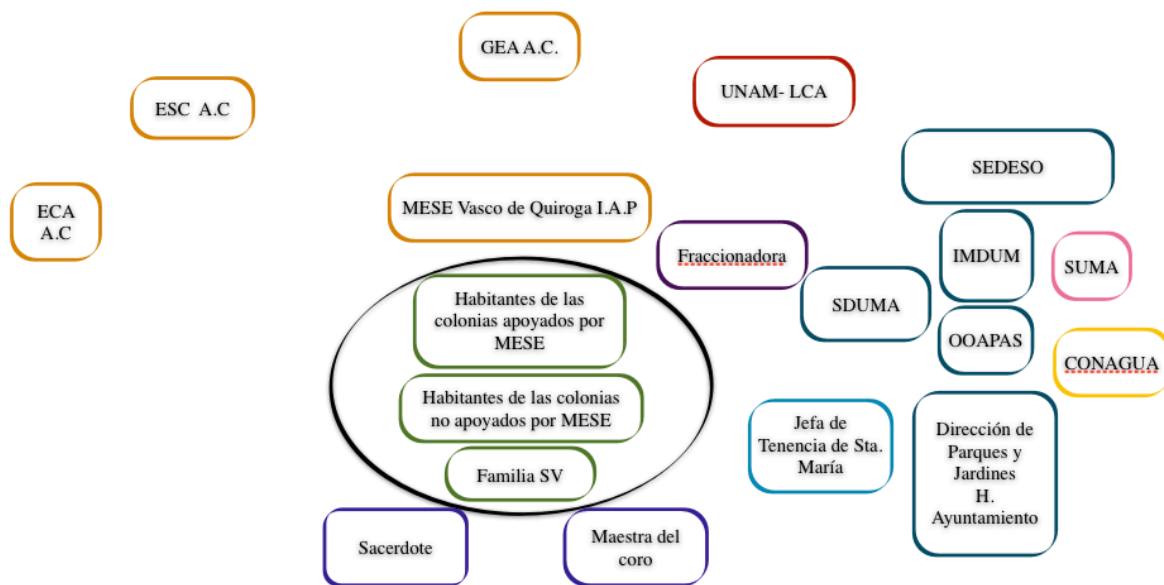 GEA A.C.
ESC A.C
UNAM- LCA
SEDESO
ECA
A.C
MESE Vasco de Quiroga I.A.P
Fraccionadora
IMDUM
SUMA
SDUMA
Habitantes de las
colonias apoyados por
MESE
OOAPAS
CONAGUA
Habitantes de las colonias
no apoyados por MESE
Jefa de
Tenencia de Sta.
María
Dirección de
Parques y
Jardines
H.
Ayuntamiento
Familia SV
Sacerdote
Maestra del
coro